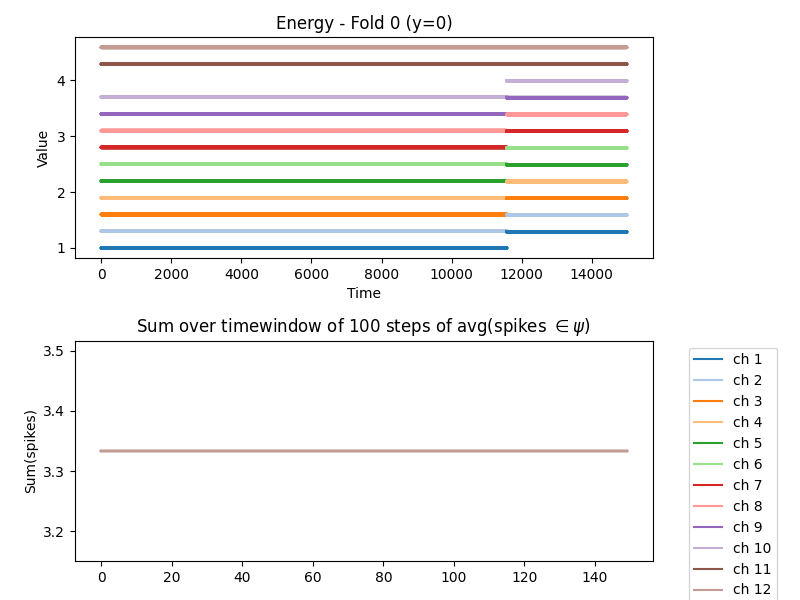 Energy - Fold 0 (y=0)
Value
4
3
2
1
0 2000 4000 6000 8000 10000 12000 14000
Time
Sum over timewindow of 100 steps of avg(spikes ∈ ψ)
Sum(spikes)
3.5
3.4
3.3
3.2
0 20 40 60 80 100 120 140
ch 1
ch 2
ch 3
ch 4
ch 5
ch 6
ch 7
ch 8
ch 9
ch 10
ch 11
ch 12